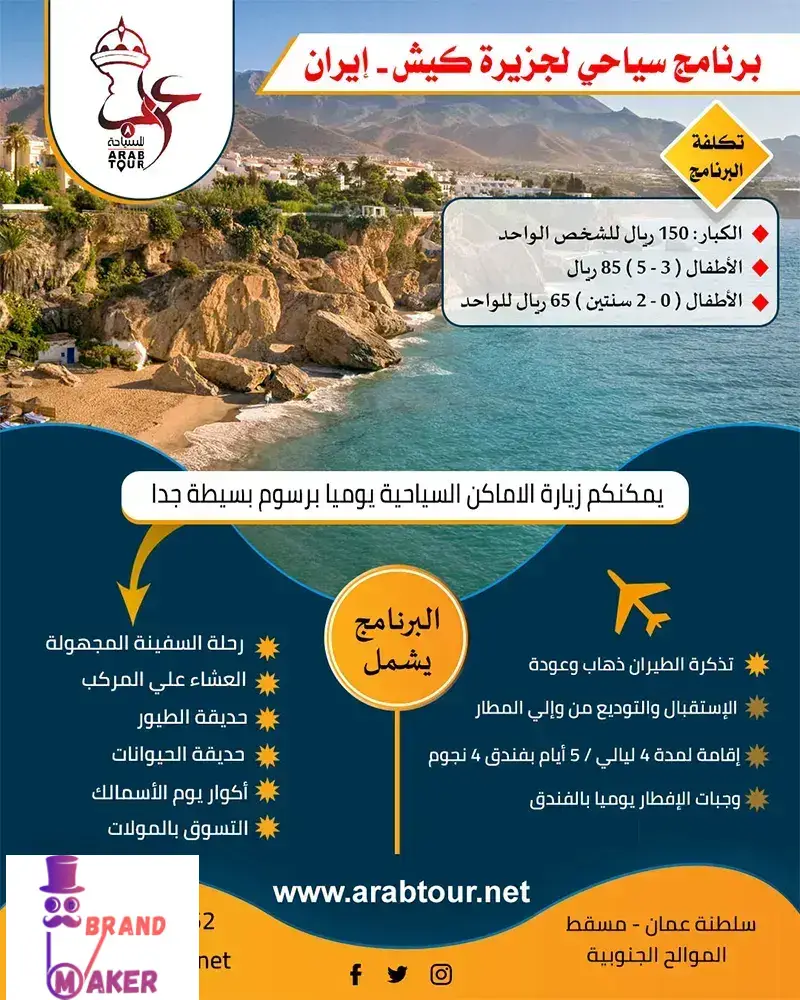 عرب
للسياحة
ARAB
TOUR
برنامج سياحي لجزيرة كيش - إيران
تكلفة
البرنامج
الكبار: 150 ريال للشخص الواحد
الأطفال ( 3 - 5 ) 85 ريال
الأطفال ( 0 - 2 سنتين ) 65 ريال للواحد
يمكنكم زيارة الاماكن السياحية يوميا برسوم بسيطة جدا
البرنامج
يشمل
تذكرة الطيران ذهاب وعودة
الإستقبال والتوديع من وإلي المطار
إقامة لمدة 4 ليالي / 5 أيام بفندق 4 نجوم
وجبات الإفطار يوميا بالفندق
رحلة السفينة المجهولة
العشاء علي المركب
حديقة الطيور
حديقة الحيوانات
أكوار يوم الأسمالك
التسوق بالمولات
www.arabtour.net
سلطنة عمان - مسقط
الموالح الجنوبية
52
net
BRAND
MAKER